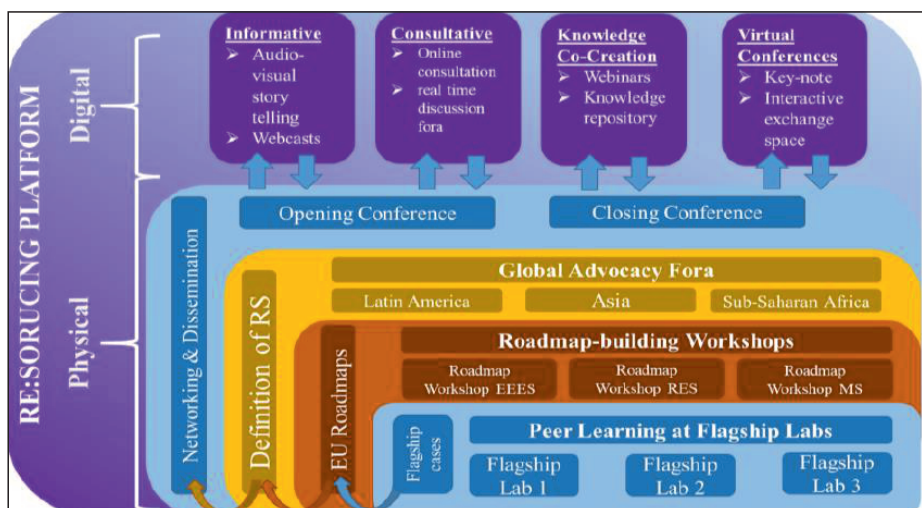 RE:SORUCING PLATFORM
Digital
Physical
Informative
➤ Audio-
visual
story
telling
➤ Webcasts
Consultative
➤ Online
consultation
➤ real time
discussion
fora
Knowledge
Co-Creation
➤ Webinars
➤ Knowledge
repository
Virtual
Conferences
➤ Key-note
➤ Interactive
exchange
space
Opening Conference
Closing Conference
Networking & Dissemination
Definition of RS
Global Advocacy Fora
Latin America
Asia
Sub-Saharan Africa
EU Roadmaps
Roadmap-building Workshops
Roadmap
Workshop EEES
Roadmap
Workshop RES
Roadmap
Workshop MS
Flagship
cases
Peer Learning at Flagship Labs
Flagship
Lab 1
Flagship
Lab 2
Flagship
Lab 3